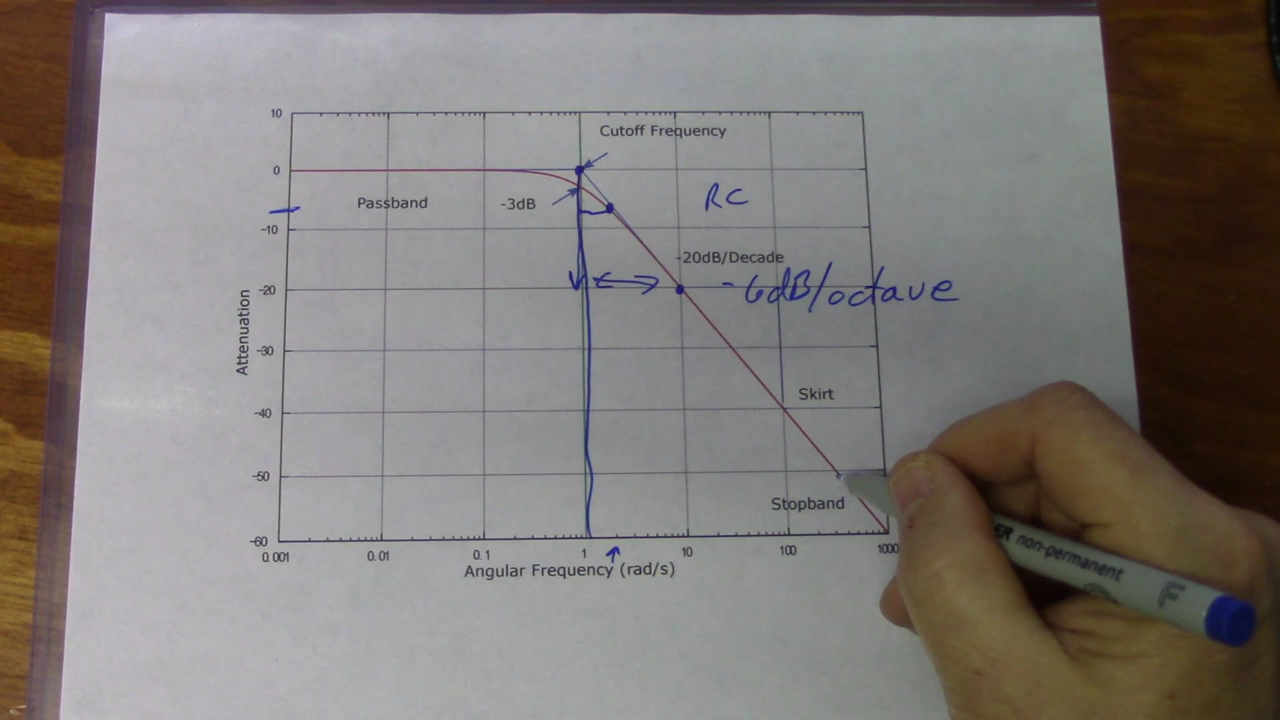 10
Cutoff Frequency
0
Passband
-3dB
RC
-10
-20dB/Decade
-20
-6dB/octave
Attenuation
-30
Skirt
-40
-50
Stopband
-60
0.001 0.01 0.1 1 10 100 1000
Angular Frequency (rad/s)
ER non-permanent F